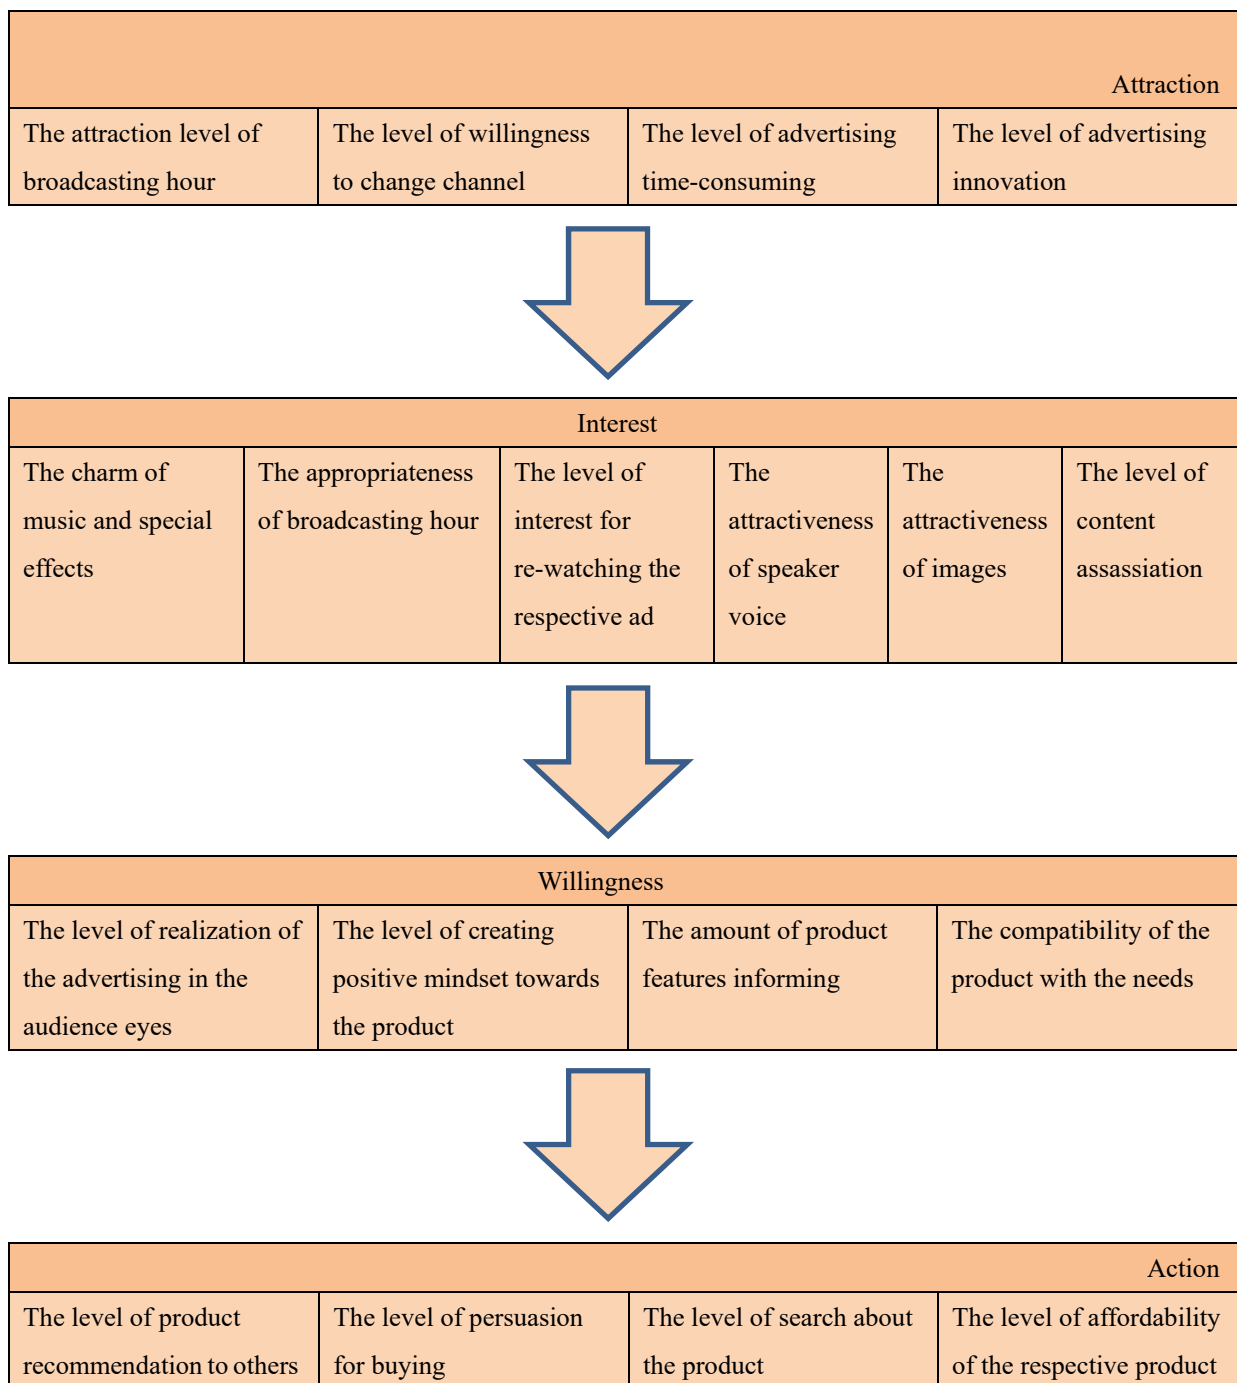 Attraction
The attraction level of
broadcasting hour
The level of willingness
to change channel
The level of advertising
time-consuming
The level of advertising
innovation
Interest
The charm of
music and special
effects
The appropriateness
of broadcasting hour
The level of
interest for
re-watching the
respective ad
The
attractiveness
of speaker
voice
The
attractiveness
of images
The level of
content
assassiation
Willingness
The level of realization of
the advertising in the
audience eyes
The level of creating
positive mindset towards
the product
The amount of product
features informing
The compatibility of the
product with the needs
Action
The level of product
recommendation to others
The level of persuasion
for buying
The level of search about
the product
The level of affordability
of the respective product